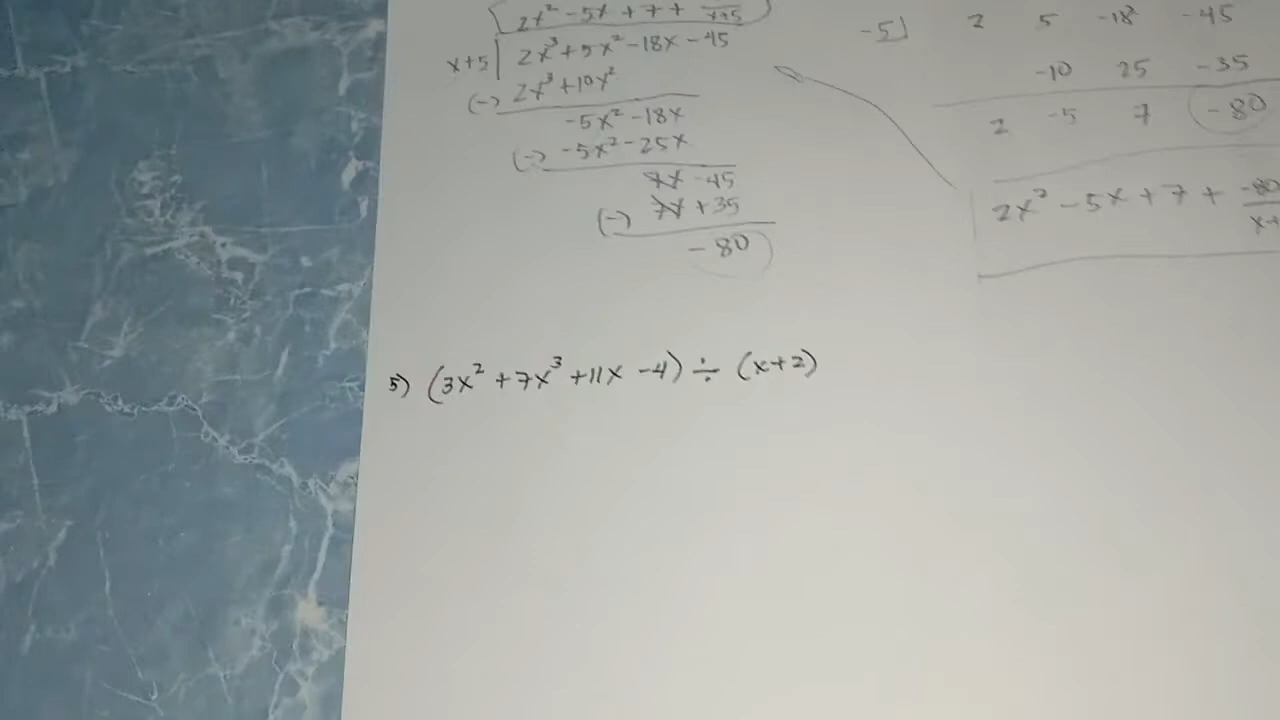 2x² - 5x + 7 + /x+5
x+5 | 2x³ + 5x² - 18x - 45
(-) 2x³ + 10x²
-5x² - 18x
(-) -5x² - 25x
7x - 45
(-) 7x + 35
- 80
-5| 2 5 -18 -45
-10 25 -35
2 -5 7 -80
2x² - 5x + 7 + -80/x+
5) (3x² + 7x³ + 11x - 4) ÷ (x+2)